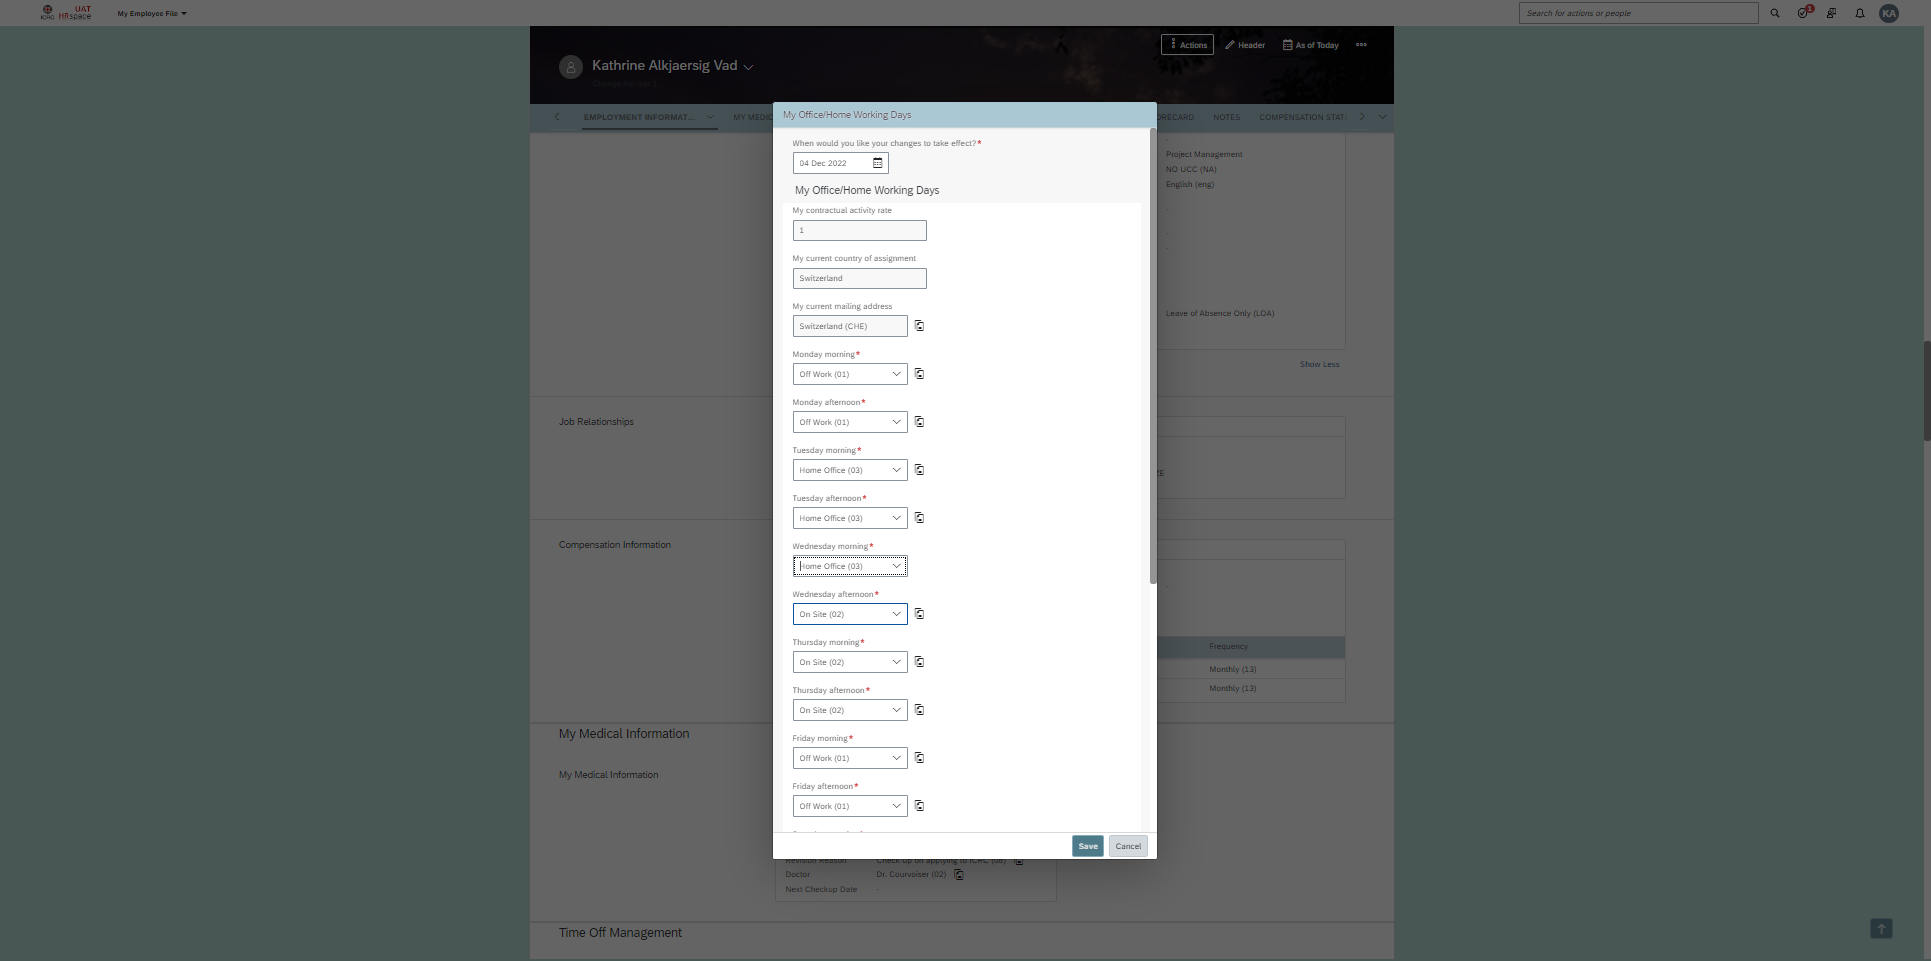 ICRC UAT HRspace
My Employee File
Search for actions or people
1
KA
Actions
Header
As of Today
Kathrine Alkjaersig Vad
EMPLOYMENT INFORMAT...
MY MEDIC
ORECARD
NOTES
COMPENSATION STAT
Project Management
NO UCC (NA)
English (eng)
Leave of Absence Only (LOA)
Show Less
Job Relationships
Compensation Information
Frequency
Monthly (13)
Monthly (13)
My Office/Home Working Days
When would you like your changes to take effect?*
04 Dec 2022
My Office/Home Working Days
My contractual activity rate
1
My current country of assignment
Switzerland
My current mailing address
Switzerland (CHE)
Monday morning*
Off Work (01)
Monday afternoon*
Off Work (01)
Tuesday morning*
Home Office (03)
Tuesday afternoon*
Home Office (03)
Wednesday morning*
Home Office (03)
Wednesday afternoon*
On Site (02)
Thursday morning*
On Site (02)
Thursday afternoon*
On Site (02)
Friday morning*
Off Work (01)
Friday afternoon*
Off Work (01)
Save
Cancel
My Medical Information
My Medical Information
Revision Reason Check up on applying to ICRC (06)
Doctor Dr. Courvoiser (02)
Next Checkup Date -
Time Off Management